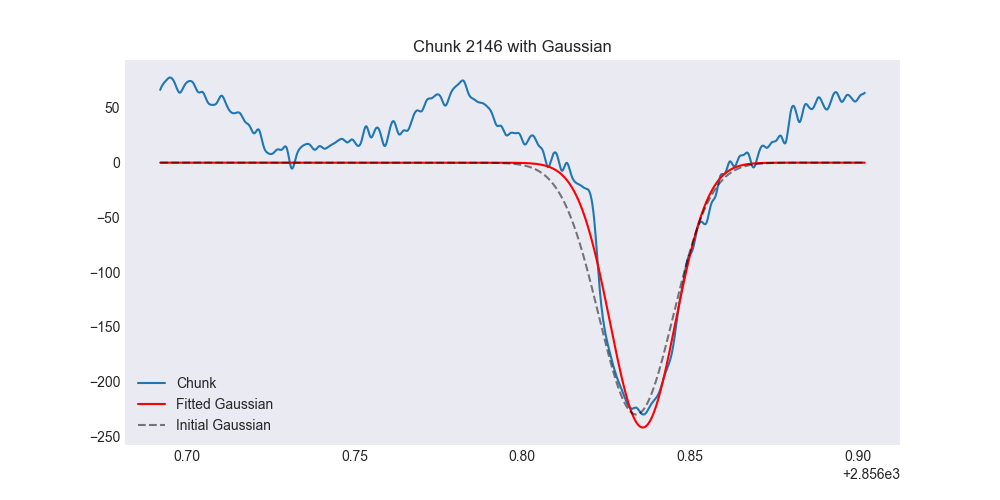 Chunk 2146 with Gaussian
50
0
−50
−100
−150
−200
−250
Chunk
Fitted Gaussian
Initial Gaussian
0.70 0.75 0.80 0.85 0.90
+2.856e3